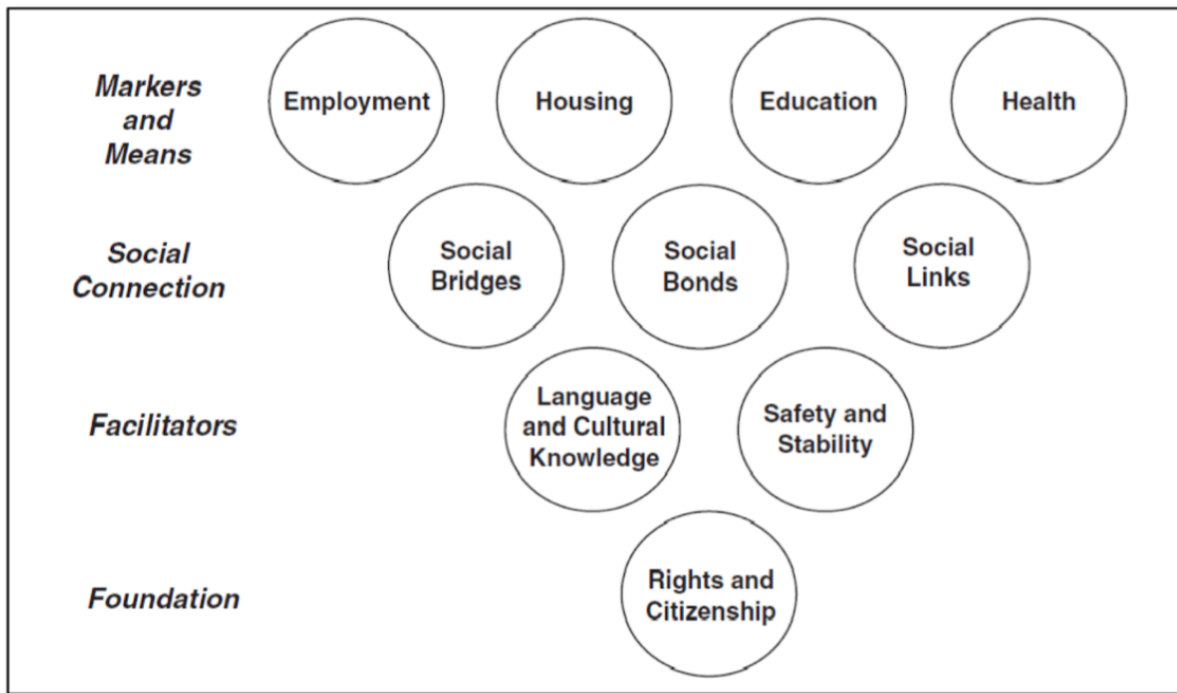 Markers
and
Means
Employment
Housing
Education
Health
Social
Connection
Social
Bridges
Social
Bonds
Social
Links
Facilitators
Language
and Cultural
Knowledge
Safety and
Stability
Foundation
Rights and
Citizenship